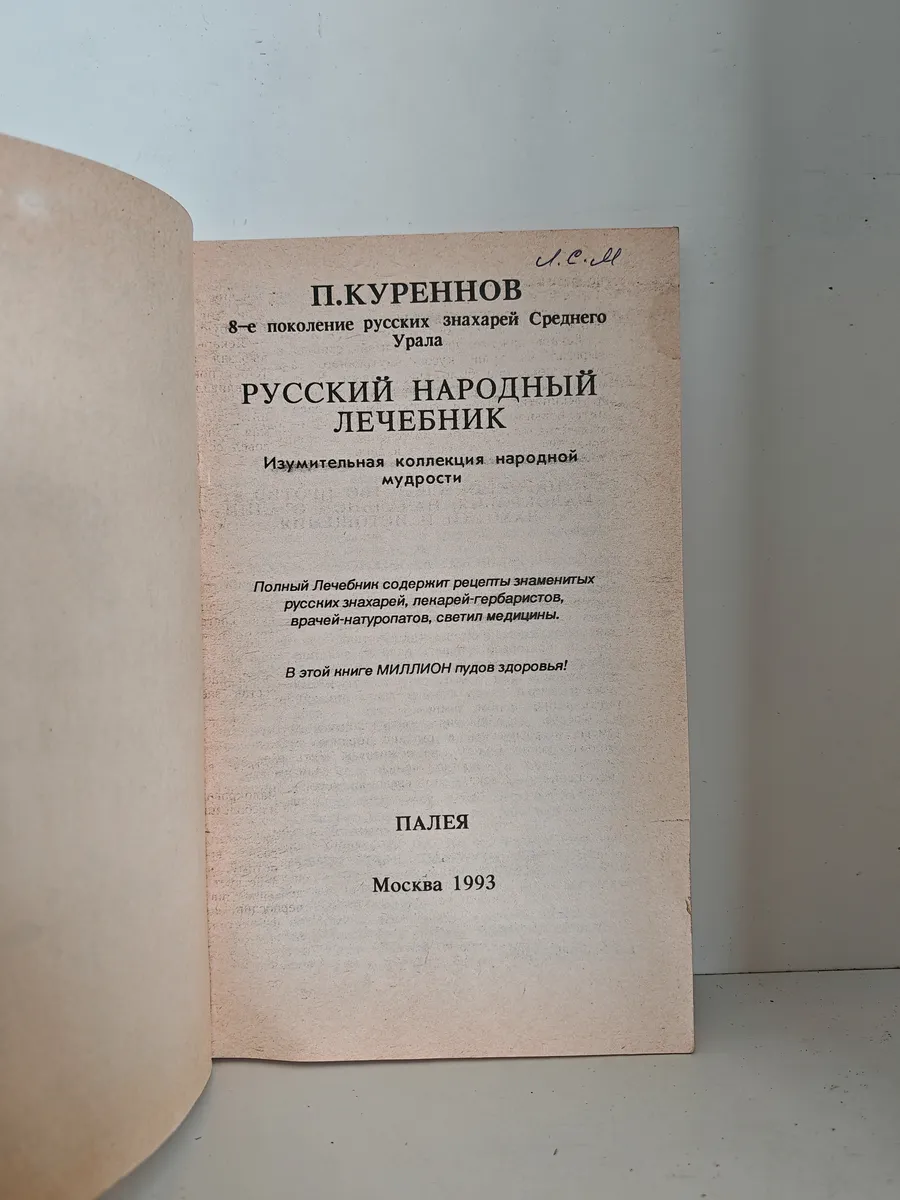 Л.С.М
П.КУРЕННОВ
8-е поколение русских знахарей Среднего
Урала
РУССКИЙ НАРОДНЫЙ
ЛЕЧЕБНИК
Изумительная коллекция народной
мудрости
Полный Лечебник содержит рецепты знаменитых
русских знахарей, лекарей-гербаристов,
врачей-натуропатов, светил медицины.
В этой книге МИЛЛИОН пудов здоровья!
ПАЛЕЯ
Москва 1993